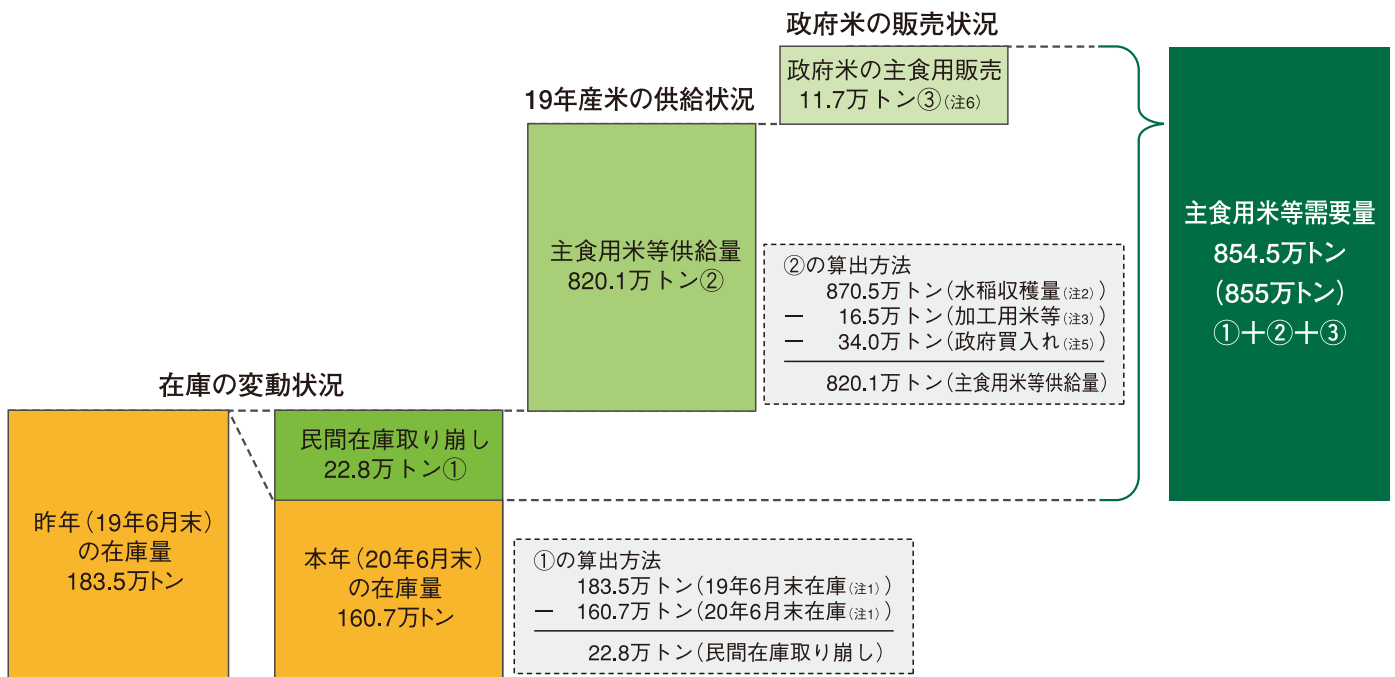 政府米の販売状況
政府米の主食用販売
11.7万トン③(注6)
19年産米の供給状況
主食用米等供給量
820.1万トン②
②の算出方法
870.5万トン(水稲収穫量(注2))
− 16.5万トン(加工用米等(注3))
− 34.0万トン(政府買入れ(注5))
820.1万トン(主食用米等供給量)
主食用米等需要量
854.5万トン
(855万トン)
①+②+③
在庫の変動状況
民間在庫取り崩し
22.8万トン①
昨年(19年6月末)
の在庫量
183.5万トン
本年(20年6月末)
の在庫量
160.7万トン
①の算出方法
183.5万トン(19年6月末在庫(注1))
− 160.7万トン(20年6月末在庫(注1))
22.8万トン(民間在庫取り崩し)